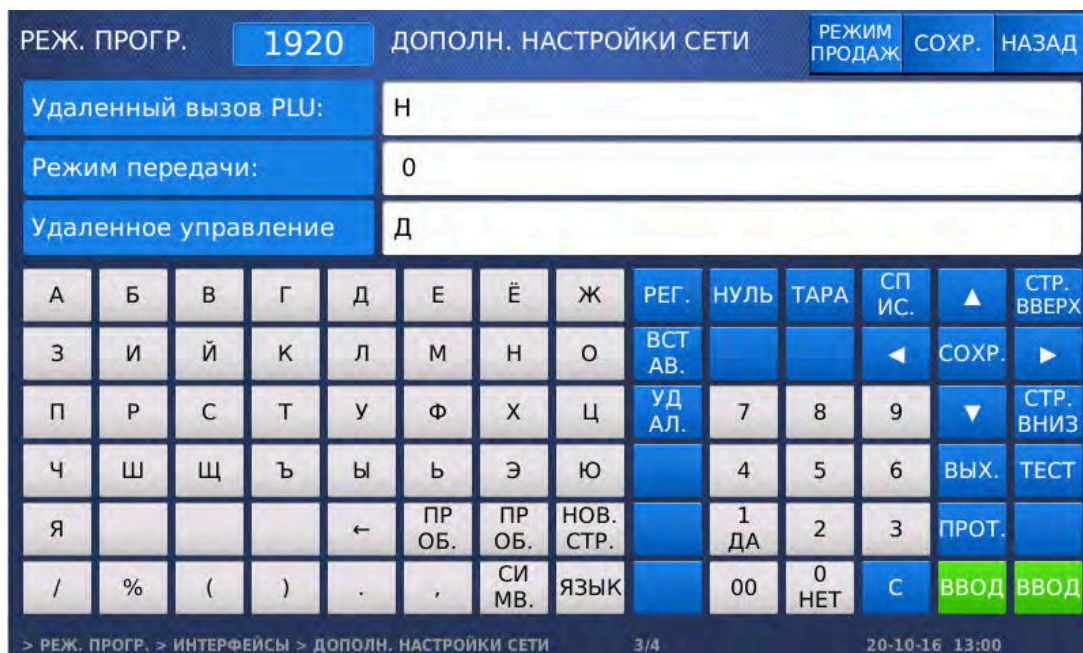 РЕЖ. ПРОГР. 1920 ДОПОЛН. НАСТРОЙКИ СЕТИ РЕЖИМ ПРОДАЖ СОХР. НАЗАД
Удаленный вызов PLU: Н
Режим передачи: 0
Удаленное управление Д
А Б В Г Д Е Ё Ж РЕГ. НУЛЬ ТАРА СП ИС. ▲ СТР. ВВЕРХ
З И Й К Л М Н О ВСТ АВ. ◀ СОХР. ▶
П Р С Т У Ф Х Ц УД АЛ. 7 8 9 ▼ СТР. ВНИЗ
Ч Ш Щ Ъ Ы Ь Э Ю 4 5 6 ВЫХ. ТЕСТ
Я ← ПР ОБ. ПР ОБ. НОВ. СТР. 1 ДА 2 3 ПРОТ.
/ % ( ) . , СИ МВ. ЯЗЫК 00 0 НЕТ С ВВОД ВВОД
> РЕЖ. ПРОГР. > ИНТЕРФЕЙСЫ > ДОПОЛН. НАСТРОЙКИ СЕТИ 3/4 20-10-16 13:00